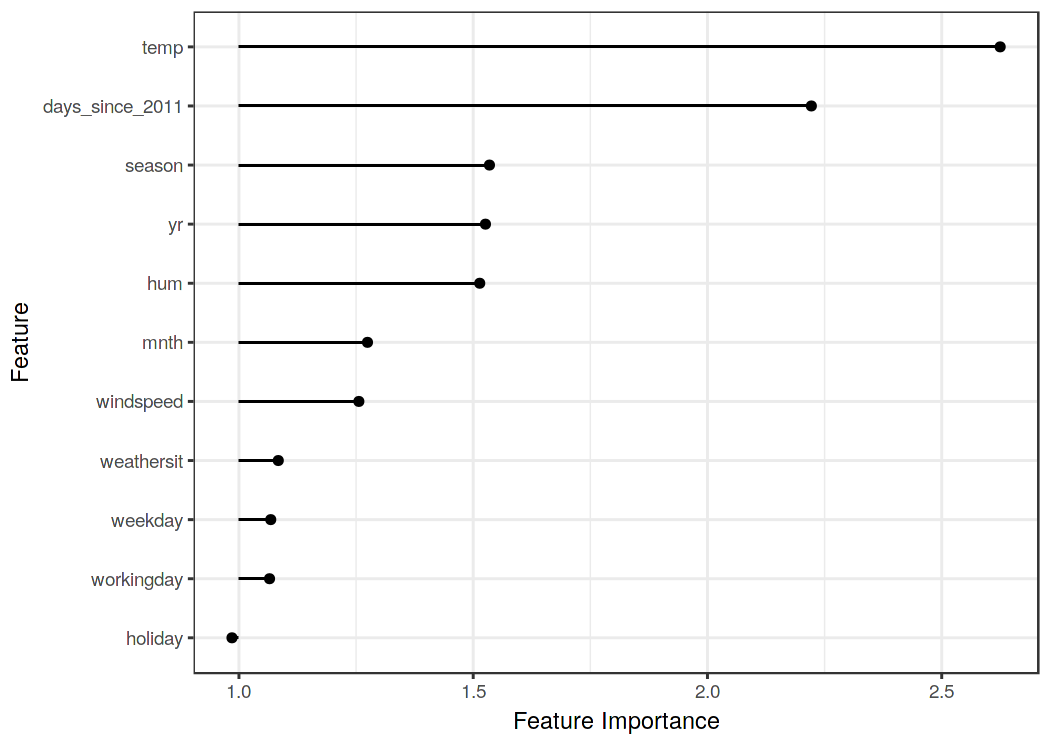 temp
days_since_2011
season
yr
hum
mnth
windspeed
weathersit
weekday
workingday
holiday
Feature
1.0 1.5 2.0 2.5
Feature Importance